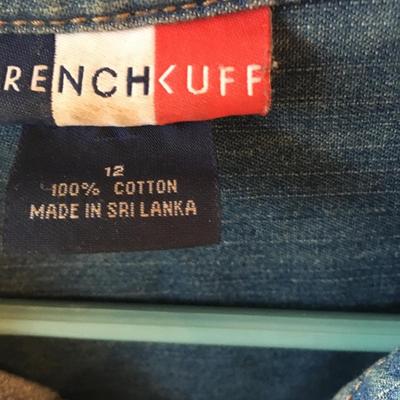 RENCHKUFF
12
100% COTTON
MADE IN SRI LANKA